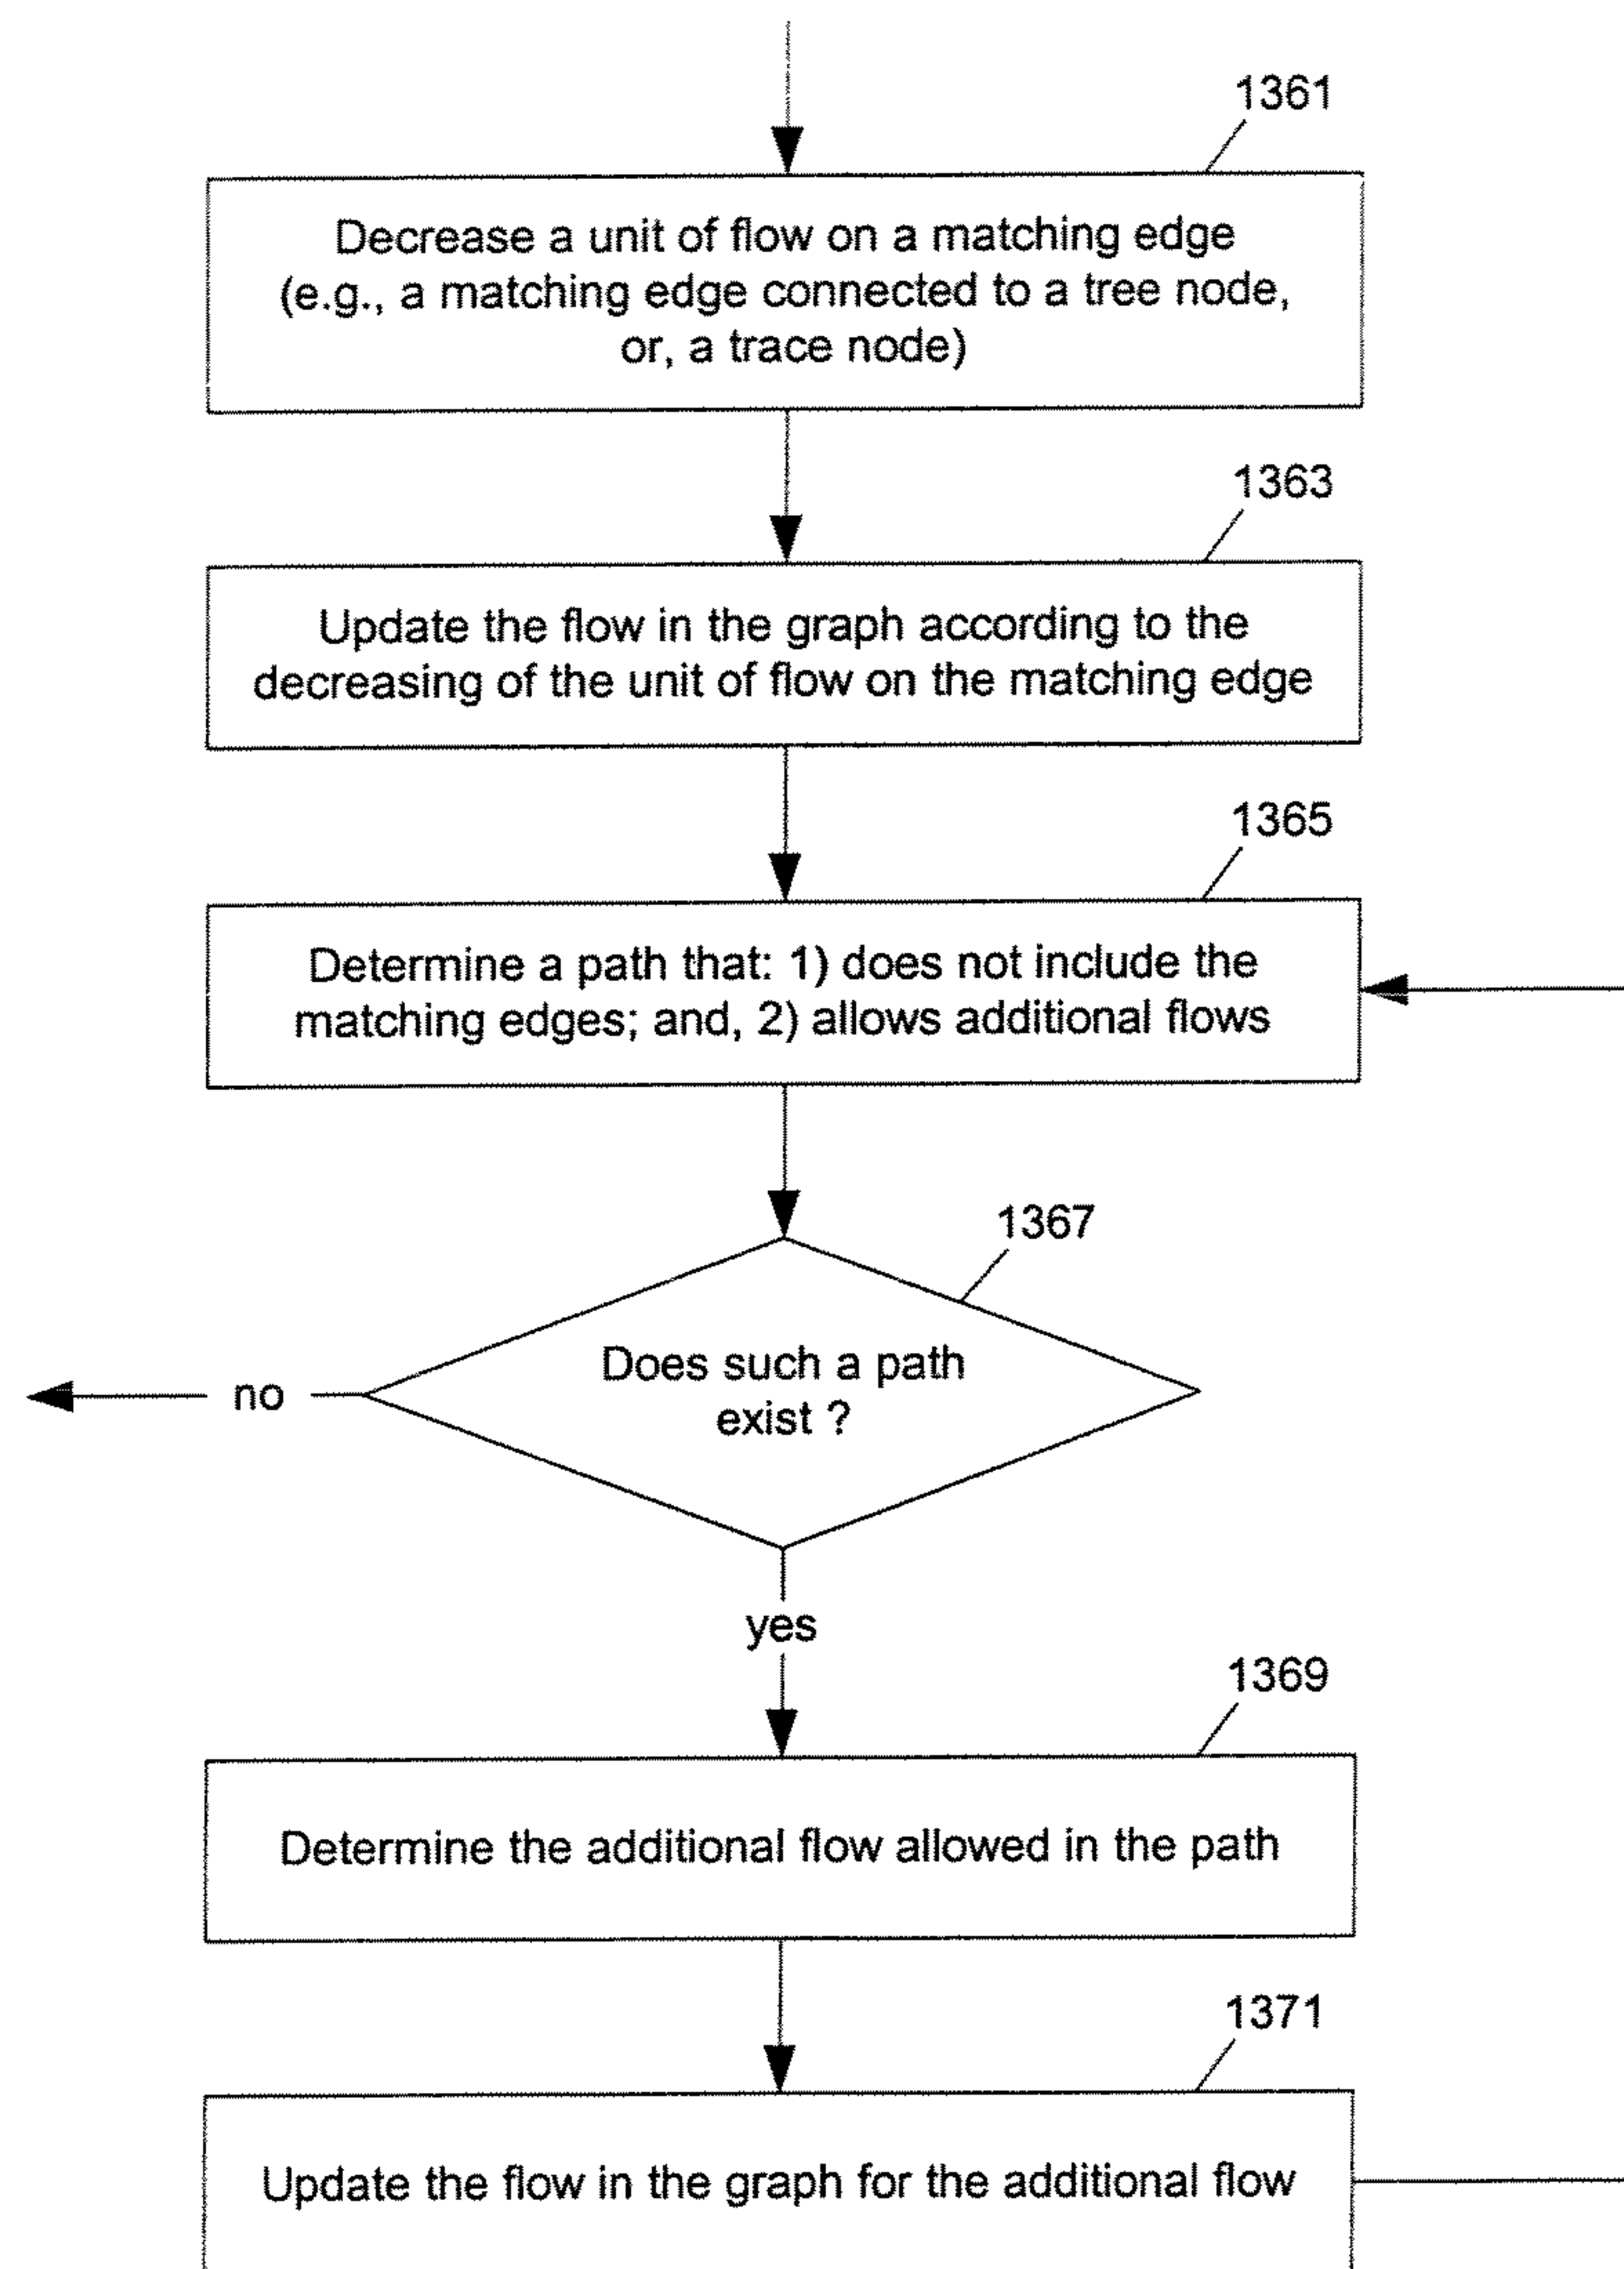 1361
Decrease a unit of flow on a matching edge
(e.g., a matching edge connected to a tree node,
or, a trace node)
1363
Update the flow in the graph according to the
decreasing of the unit of flow on the matching edge
1365
Determine a path that: 1) does not include the
matching edges; and, 2) allows additional flows
1367
Does such a path
exist ?
no
yes
1369
Determine the additional flow allowed in the path
1371
Update the flow in the graph for the additional flow